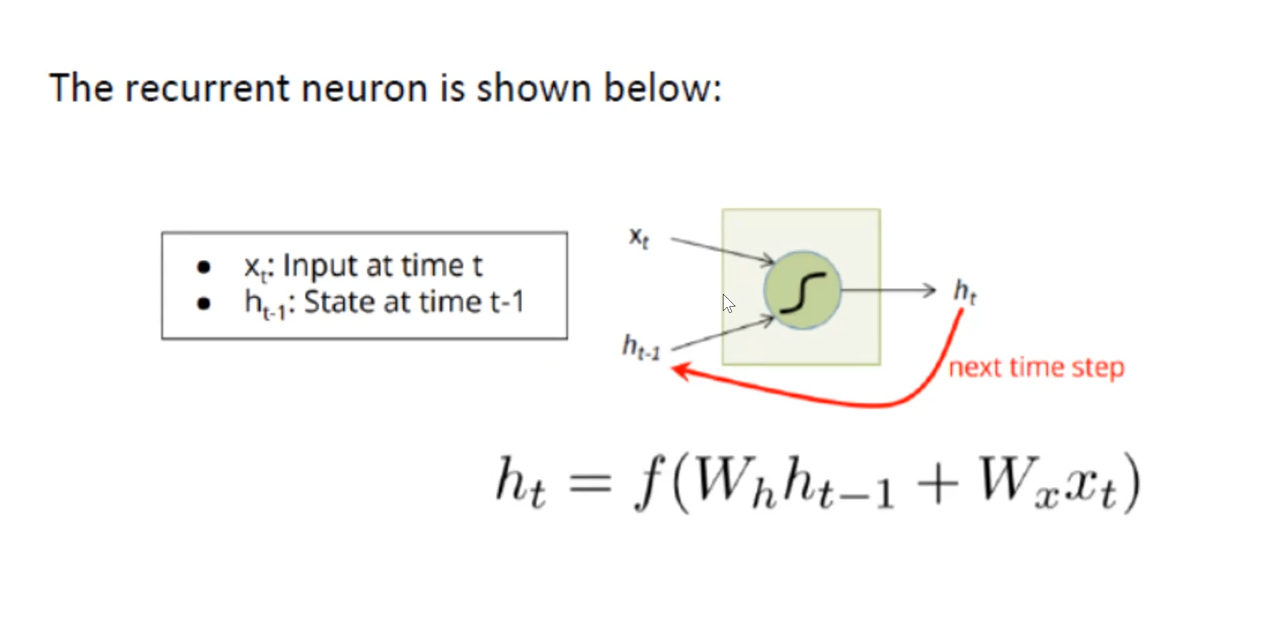 The recurrent neuron is shown below:
• xₜ: Input at time t
• hₜ₋₁: State at time t-1
xₜ
hₜ
hₜ₋₁
next time step
hₜ = f(Wₕhₜ₋₁ + Wₓxₜ)